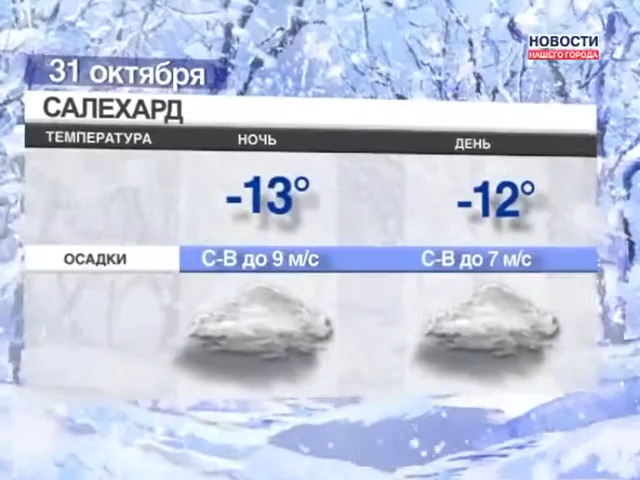 НОВОСТИ
НАШЕГО ГОРОДА
31 октября
САЛЕХАРД
ТЕМПЕРАТУРА НОЧЬ ДЕНЬ
-13° -12°
ОСАДКИ С-В до 9 м/с С-В до 7 м/с